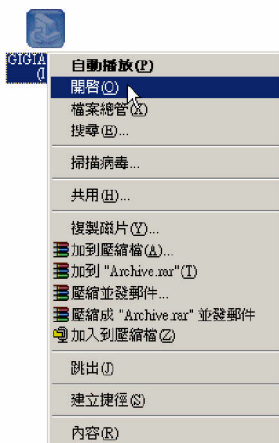 GIGIA
(I
自動播放(P)
開啓(O)
檔案總管(X)
搜尋(E)...
掃描病毒...
共用(H)...
複製磁片(Y)...
加到壓縮檔(A)...
加到 "Archive.rar"(T)
壓縮並發郵件...
壓縮成 "Archive.rar" 並發郵件
加入到壓縮檔(Z)
跳出(J)
建立捷徑(S)
內容(R)